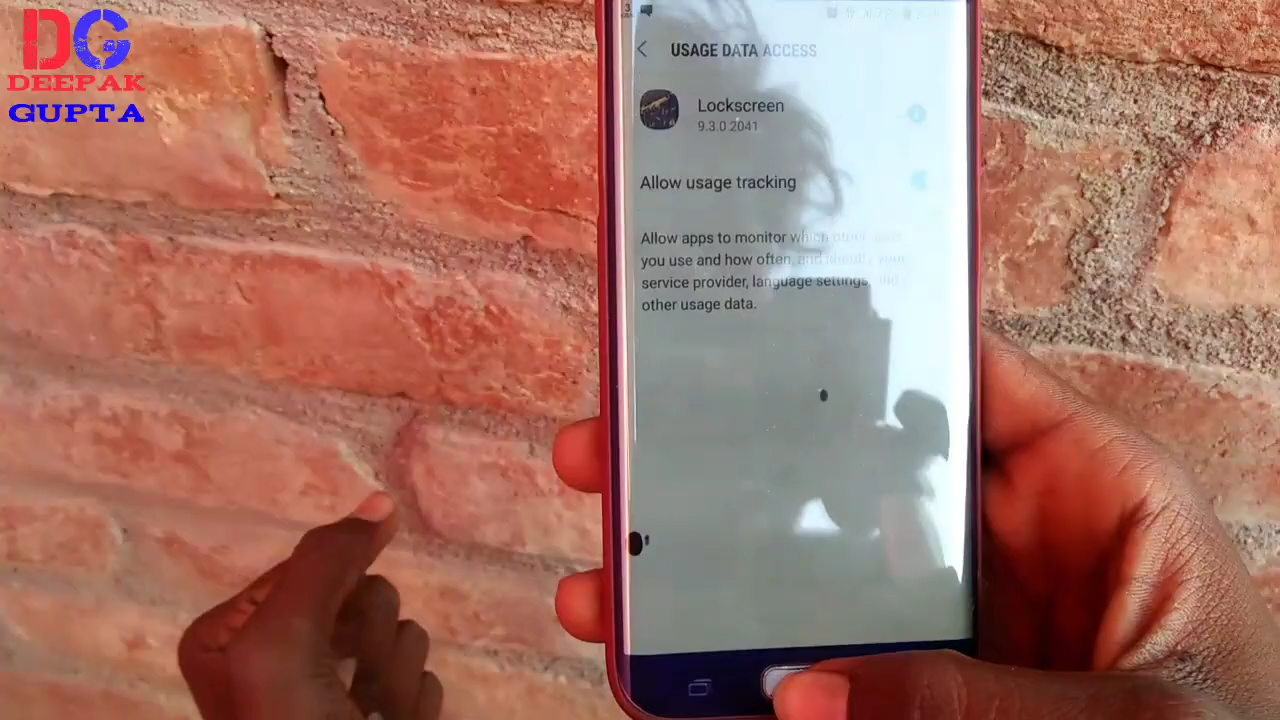 DG
DEEPAK
GUPTA
USAGE DATA ACCESS
Lockscreen
9.3.0.2041
Allow usage tracking
Allow apps to monitor which other
you use and how often, and identify your
service provider, language settings, and
other usage data.